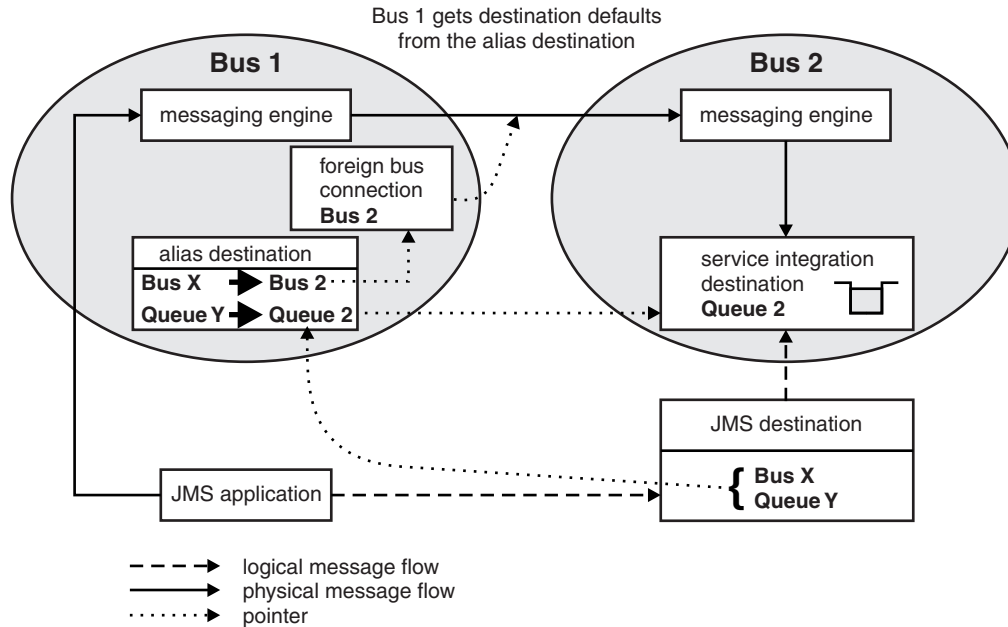 Bus 1 gets destination defaults
from the alias destination
Bus 1
messaging engine
foreign bus
connection
Bus 2
alias destination
Bus X Bus 2
Queue Y Queue 2
Bus 2
messaging engine
service integration
destination
Queue 2
JMS application
JMS destination
{ Bus X
Queue Y
logical message flow
physical message flow
pointer